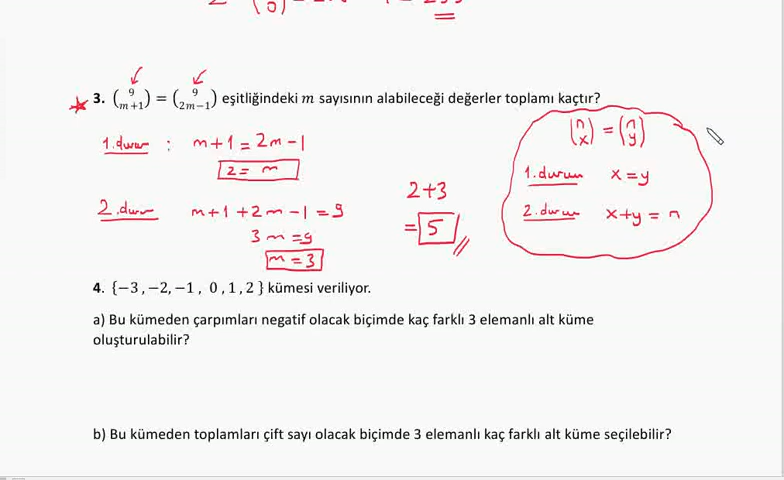 3. (9 m+1) = (9 2m−1) eşitliğindeki m sayısının alabileceği değerler toplamı kaçtır?
1.durum : m+1 = 2m-1
2 = m
2.durum m+1+2m-1=9
3m=9
m=3
2+3
= 5
(n x) = (n y)
1.durum x=y
2.durum x+y=n
4. {−3,−2,−1, 0,1,2} kümesi veriliyor.
a) Bu kümeden çarpımları negatif olacak biçimde kaç farklı 3 elemanlı alt küme
oluşturulabilir?
b) Bu kümeden toplamları çift sayı olacak biçimde 3 elemanlı kaç farklı alt küme seçilebilir?